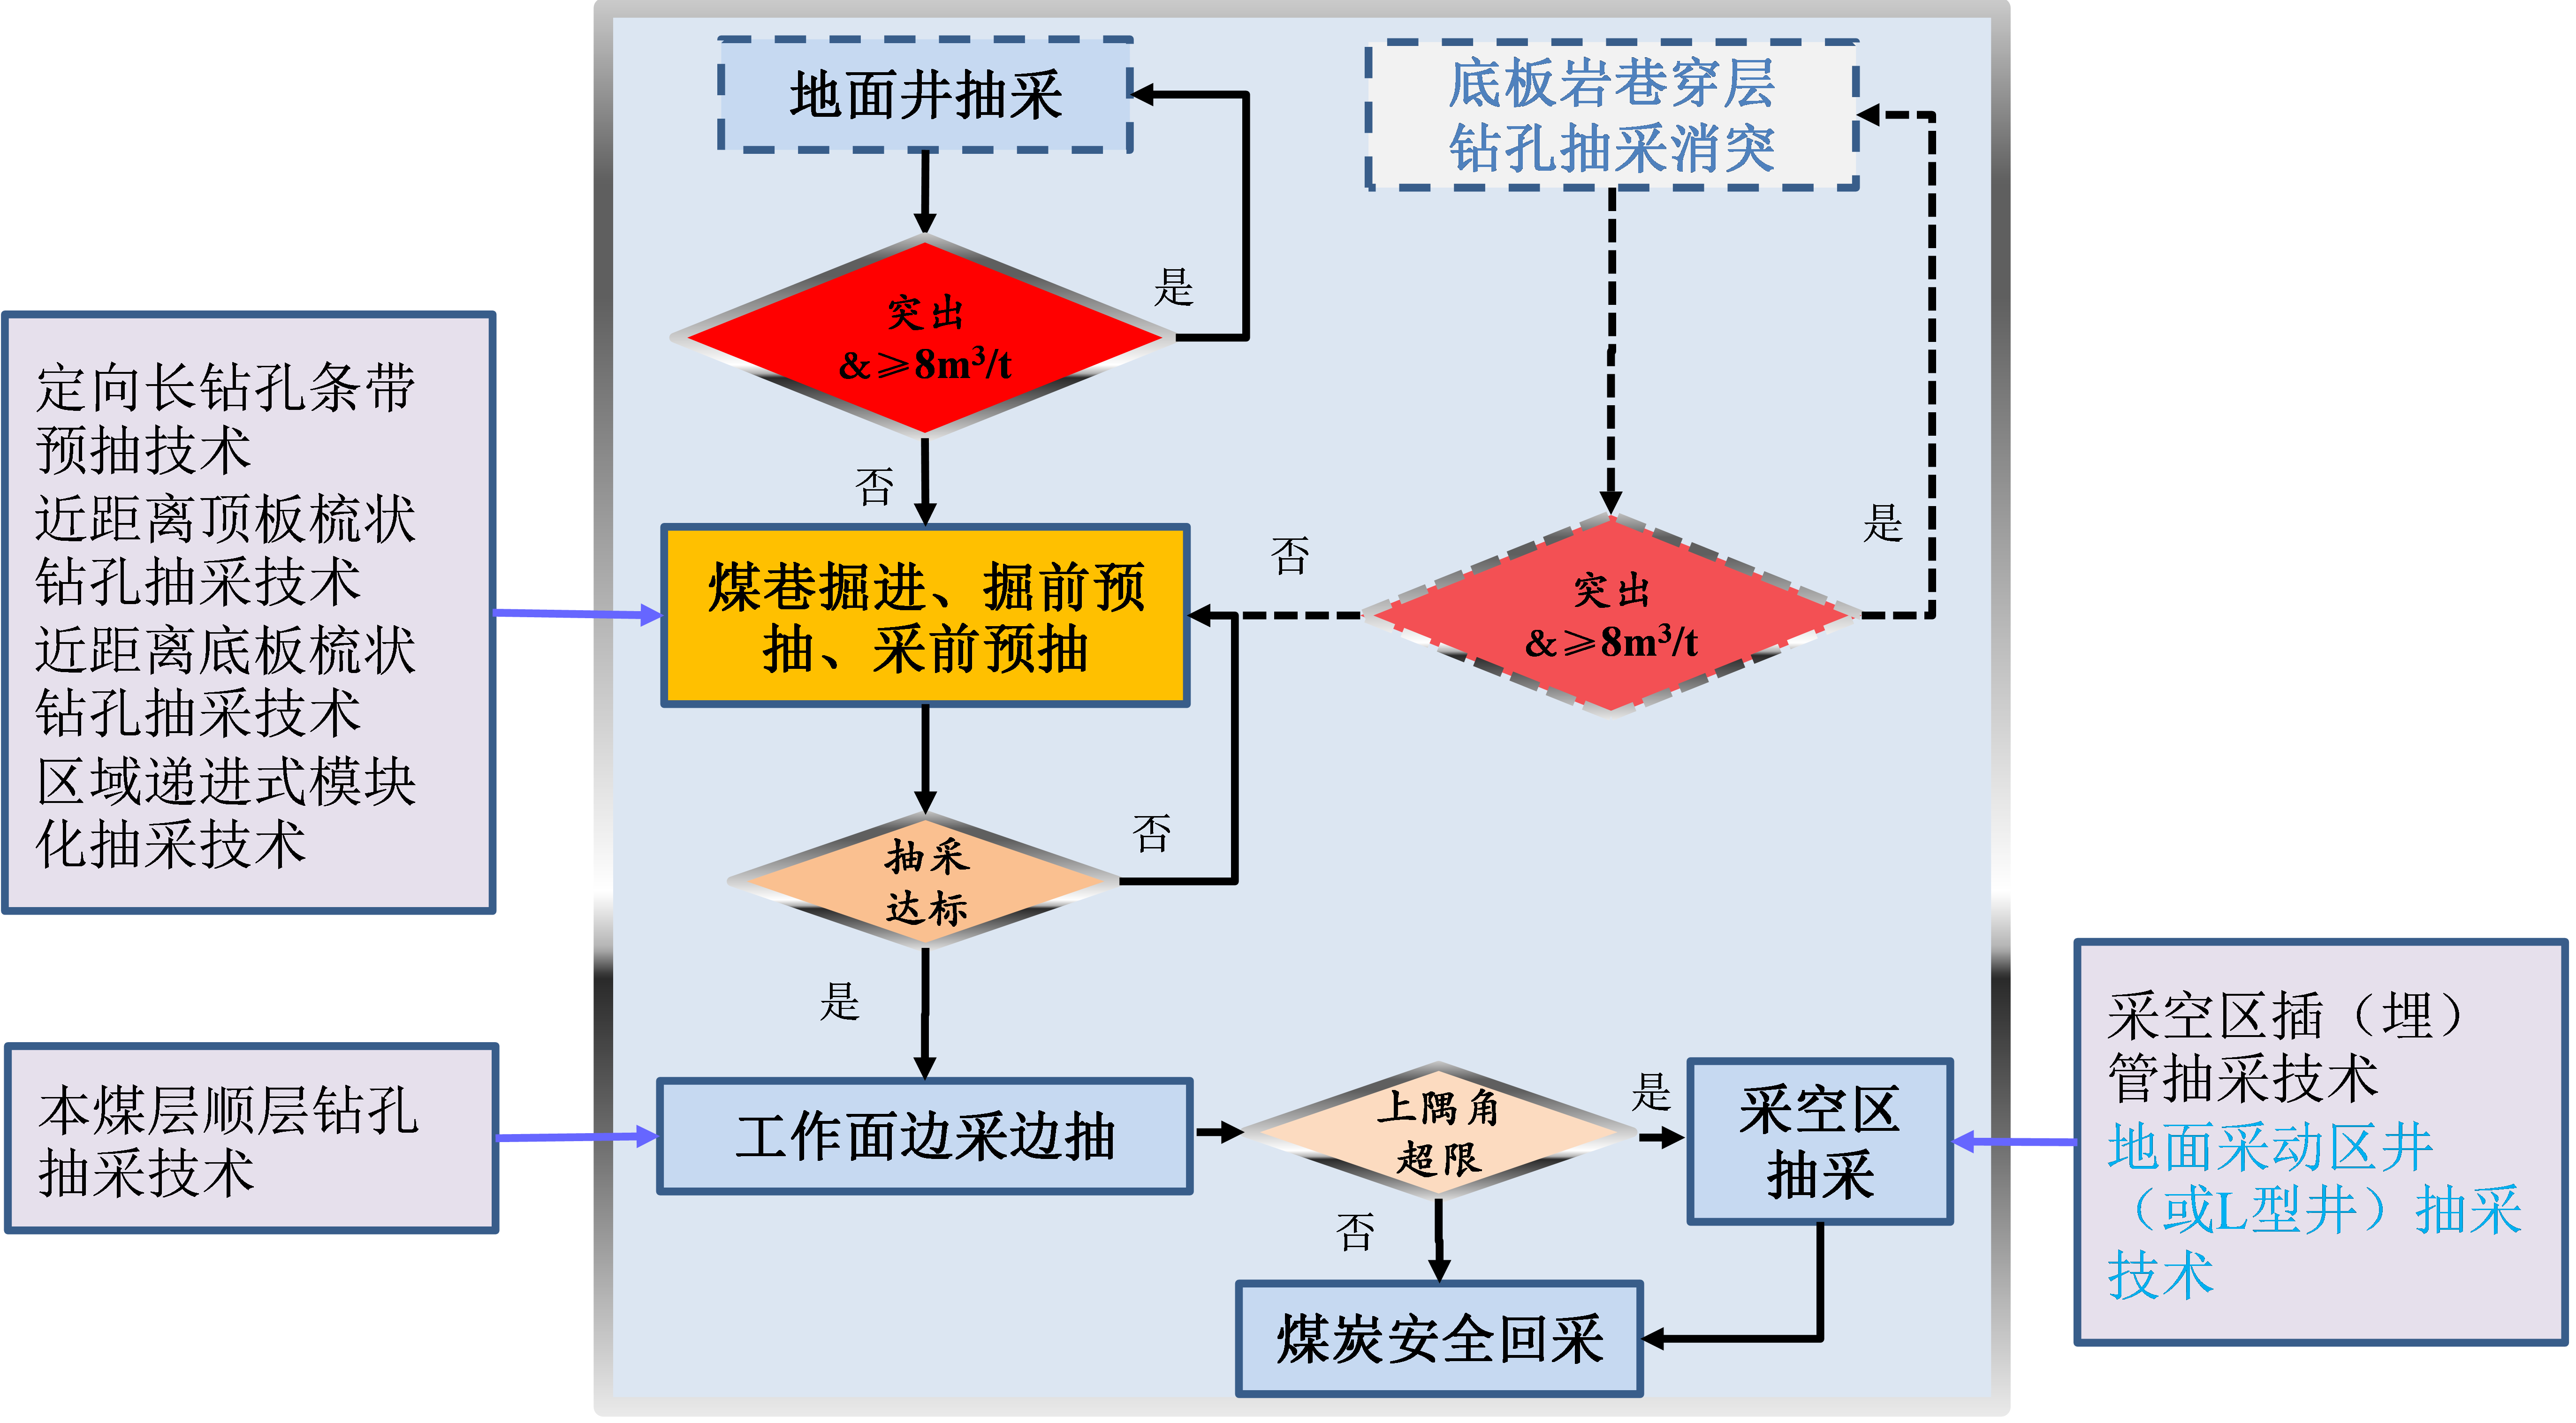 地面井抽采
底板岩巷穿层
钻孔抽采消突
是
突出
&≥8m³/t
否
定向长钻孔条带
预抽技术
近距离顶板梳状
钻孔抽采技术
近距离底板梳状
钻孔抽采技术
区域递进式模块
化抽采技术
煤巷掘进、掘前预
抽、采前预抽
否
是
突出
&≥8m³/t
抽采
达标
否
是
本煤层顺层钻孔
抽采技术
工作面边采边抽
上隅角
超限
是
否
采空区
抽采
采空区插（埋）
管抽采技术
地面采动区井
（或L型井）抽采
技术
煤炭安全回采